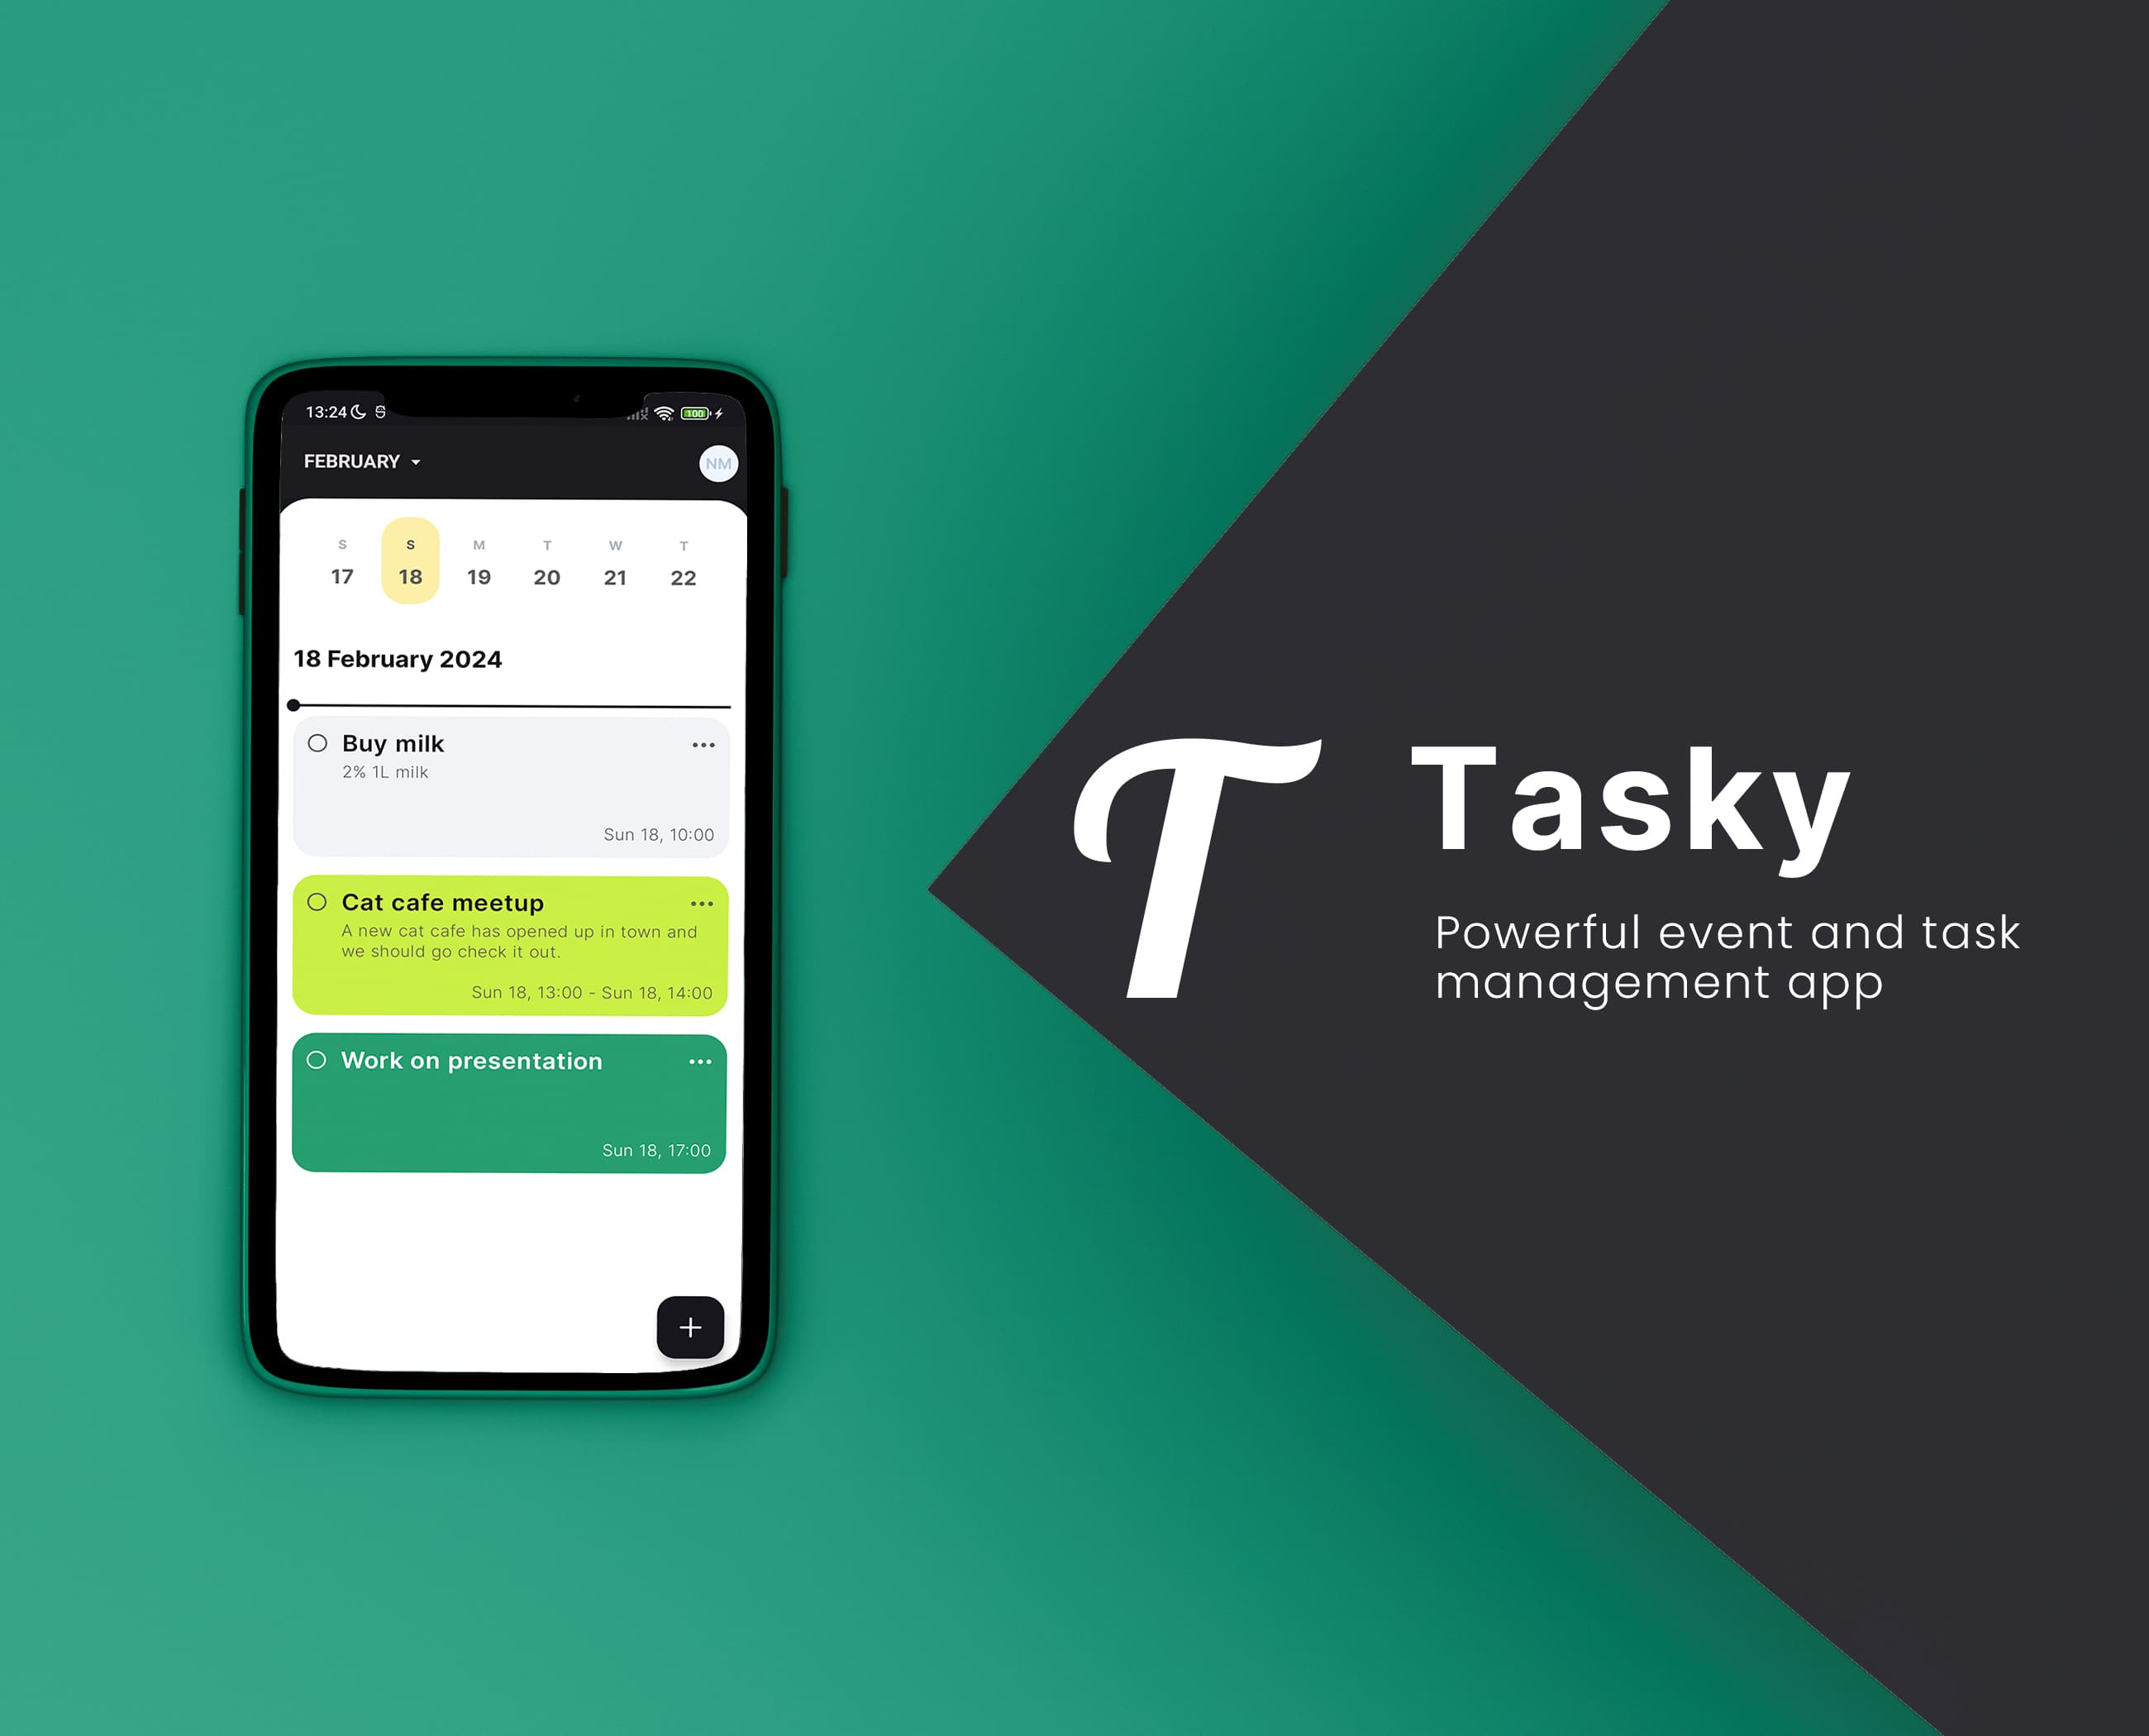 13:24
100
FEBRUARY
NM
S S M T W T
17 18 19 20 21 22
18 February 2024
Buy milk
2% 1L milk
Sun 18, 10:00
Cat cafe meetup
A new cat cafe has opened up in town and
we should go check it out.
Sun 18, 13:00 - Sun 18, 14:00
Work on presentation
Sun 18, 17:00
T
Tasky
Powerful event and task
management app